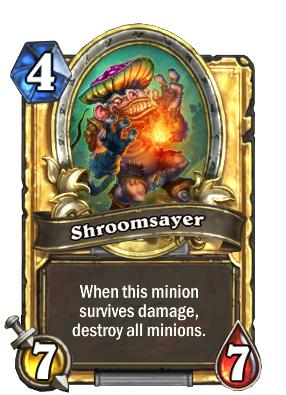 4
Shroomsayer
When this minion
survives damage,
destroy all minions.
7
7